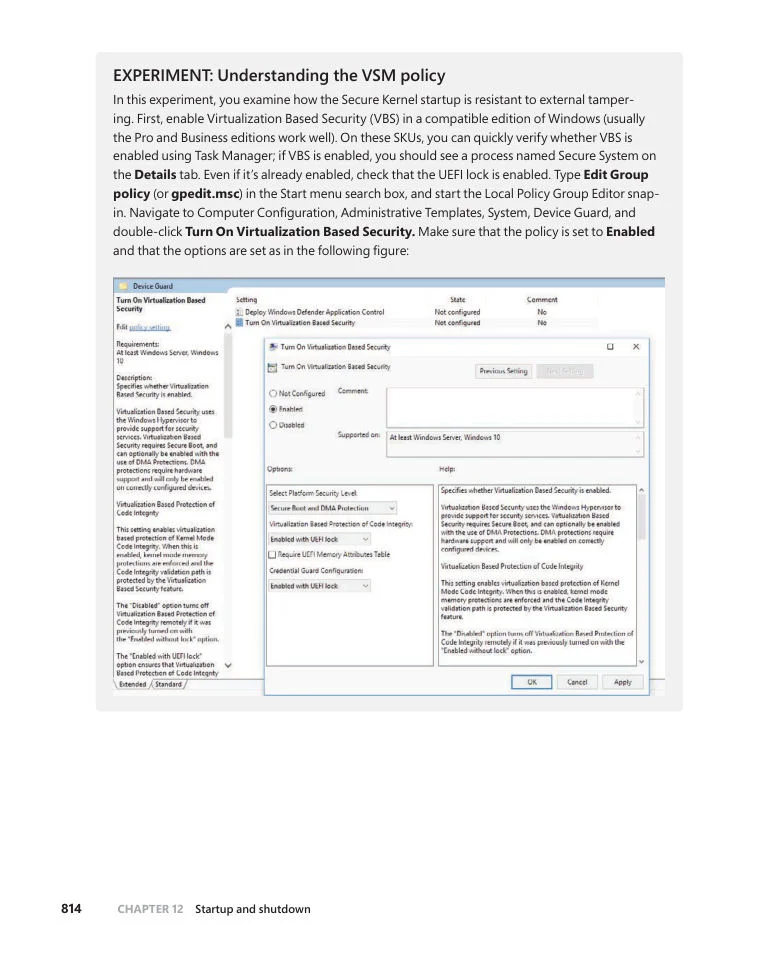 EXPERIMENT: Understanding the VSM policy
In this experiment, you examine how the Secure Kernel startup is resistant to external tamper-
ing. First, enable Virtualization Based Security (VBS) in a compatible edition of Windows (usually
the Pro and Business editions work well). On these SKUs, you can quickly verify whether VBS is
enabled using Task Manager; if VBS is enabled, you should see a process named Secure System on
the Details tab. Even if it's already enabled, check that the UEFI lock is enabled. Type Edit Group
policy (or gpedit.msc) in the Start menu search box, and start the Local Policy Group Editor snap-
in. Navigate to Computer Configuration, Administrative Templates, System, Device Guard, and
double-click Turn On Virtualization Based Security. Make sure that the policy is set to Enabled
and that the options are set as in the following figure:
Device Guard
Turn On Virtualization Based
Security
Edit policy setting
Requirements:
At least Windows Server, Windows
10
Description:
Specifies whether Virtualization
Based Security is enabled.
Virtualization Based Security uses
the Windows Hypervisor to
provide support for security
services. Virtualization Based
Security requires Secure Boot, and
can optionally be enabled with the
use of DMA Protections. DMA
protections require hardware
support and will only be enabled
on correctly configured devices.
Virtualization Based Protection of
Code Integrity
This setting enables virtualization
based protection of Kernel Mode
Code Integrity. When this is
enabled, kernel mode memory
protections are enforced and the
Code Integrity validation path is
protected by the Virtualization
Based Security feature.
The "Disabled" option turns off
Virtualization Based Protection of
Code Integrity remotely if it was
previously turned on with
the "Enabled without lock" option.
The "Enabled with UEFI lock"
option ensures that Virtualization
Based Protection of Code Integrity
Extended Standard
Setting State Comment
Deploy Windows Defender Application Control Not configured No
Turn On Virtualization Based Security Not configured No
Turn On Virtualization Based Security
Turn On Virtualization Based Security
Previous Setting Next Setting
Not Configured Comment:
Enabled
Disabled
Supported on: At least Windows Server, Windows 10
Options: Help:
Select Platform Security Level:
Secure Boot and DMA Protection
Virtualization Based Protection of Code Integrity:
Enabled with UEFI lock
Require UEFI Memory Attributes Table
Credential Guard Configuration:
Enabled with UEFI lock
Specifies whether Virtualization Based Security is enabled.
Virtualization Based Security uses the Windows Hypervisor to
provide support for security services. Virtualization Based
Security requires Secure Boot, and can optionally be enabled
with the use of DMA Protections. DMA protections require
hardware support and will only be enabled on correctly
configured devices.
Virtualization Based Protection of Code Integrity
This setting enables virtualization based protection of Kernel
Mode Code Integrity. When this is enabled, kernel mode
memory protections are enforced and the Code Integrity
validation path is protected by the Virtualization Based Security
feature.
The "Disabled" option turns off Virtualization Based Protection of
Code Integrity remotely if it was previously turned on with the
"Enabled without lock" option.
OK Cancel Apply
814 CHAPTER 12 Startup and shutdown